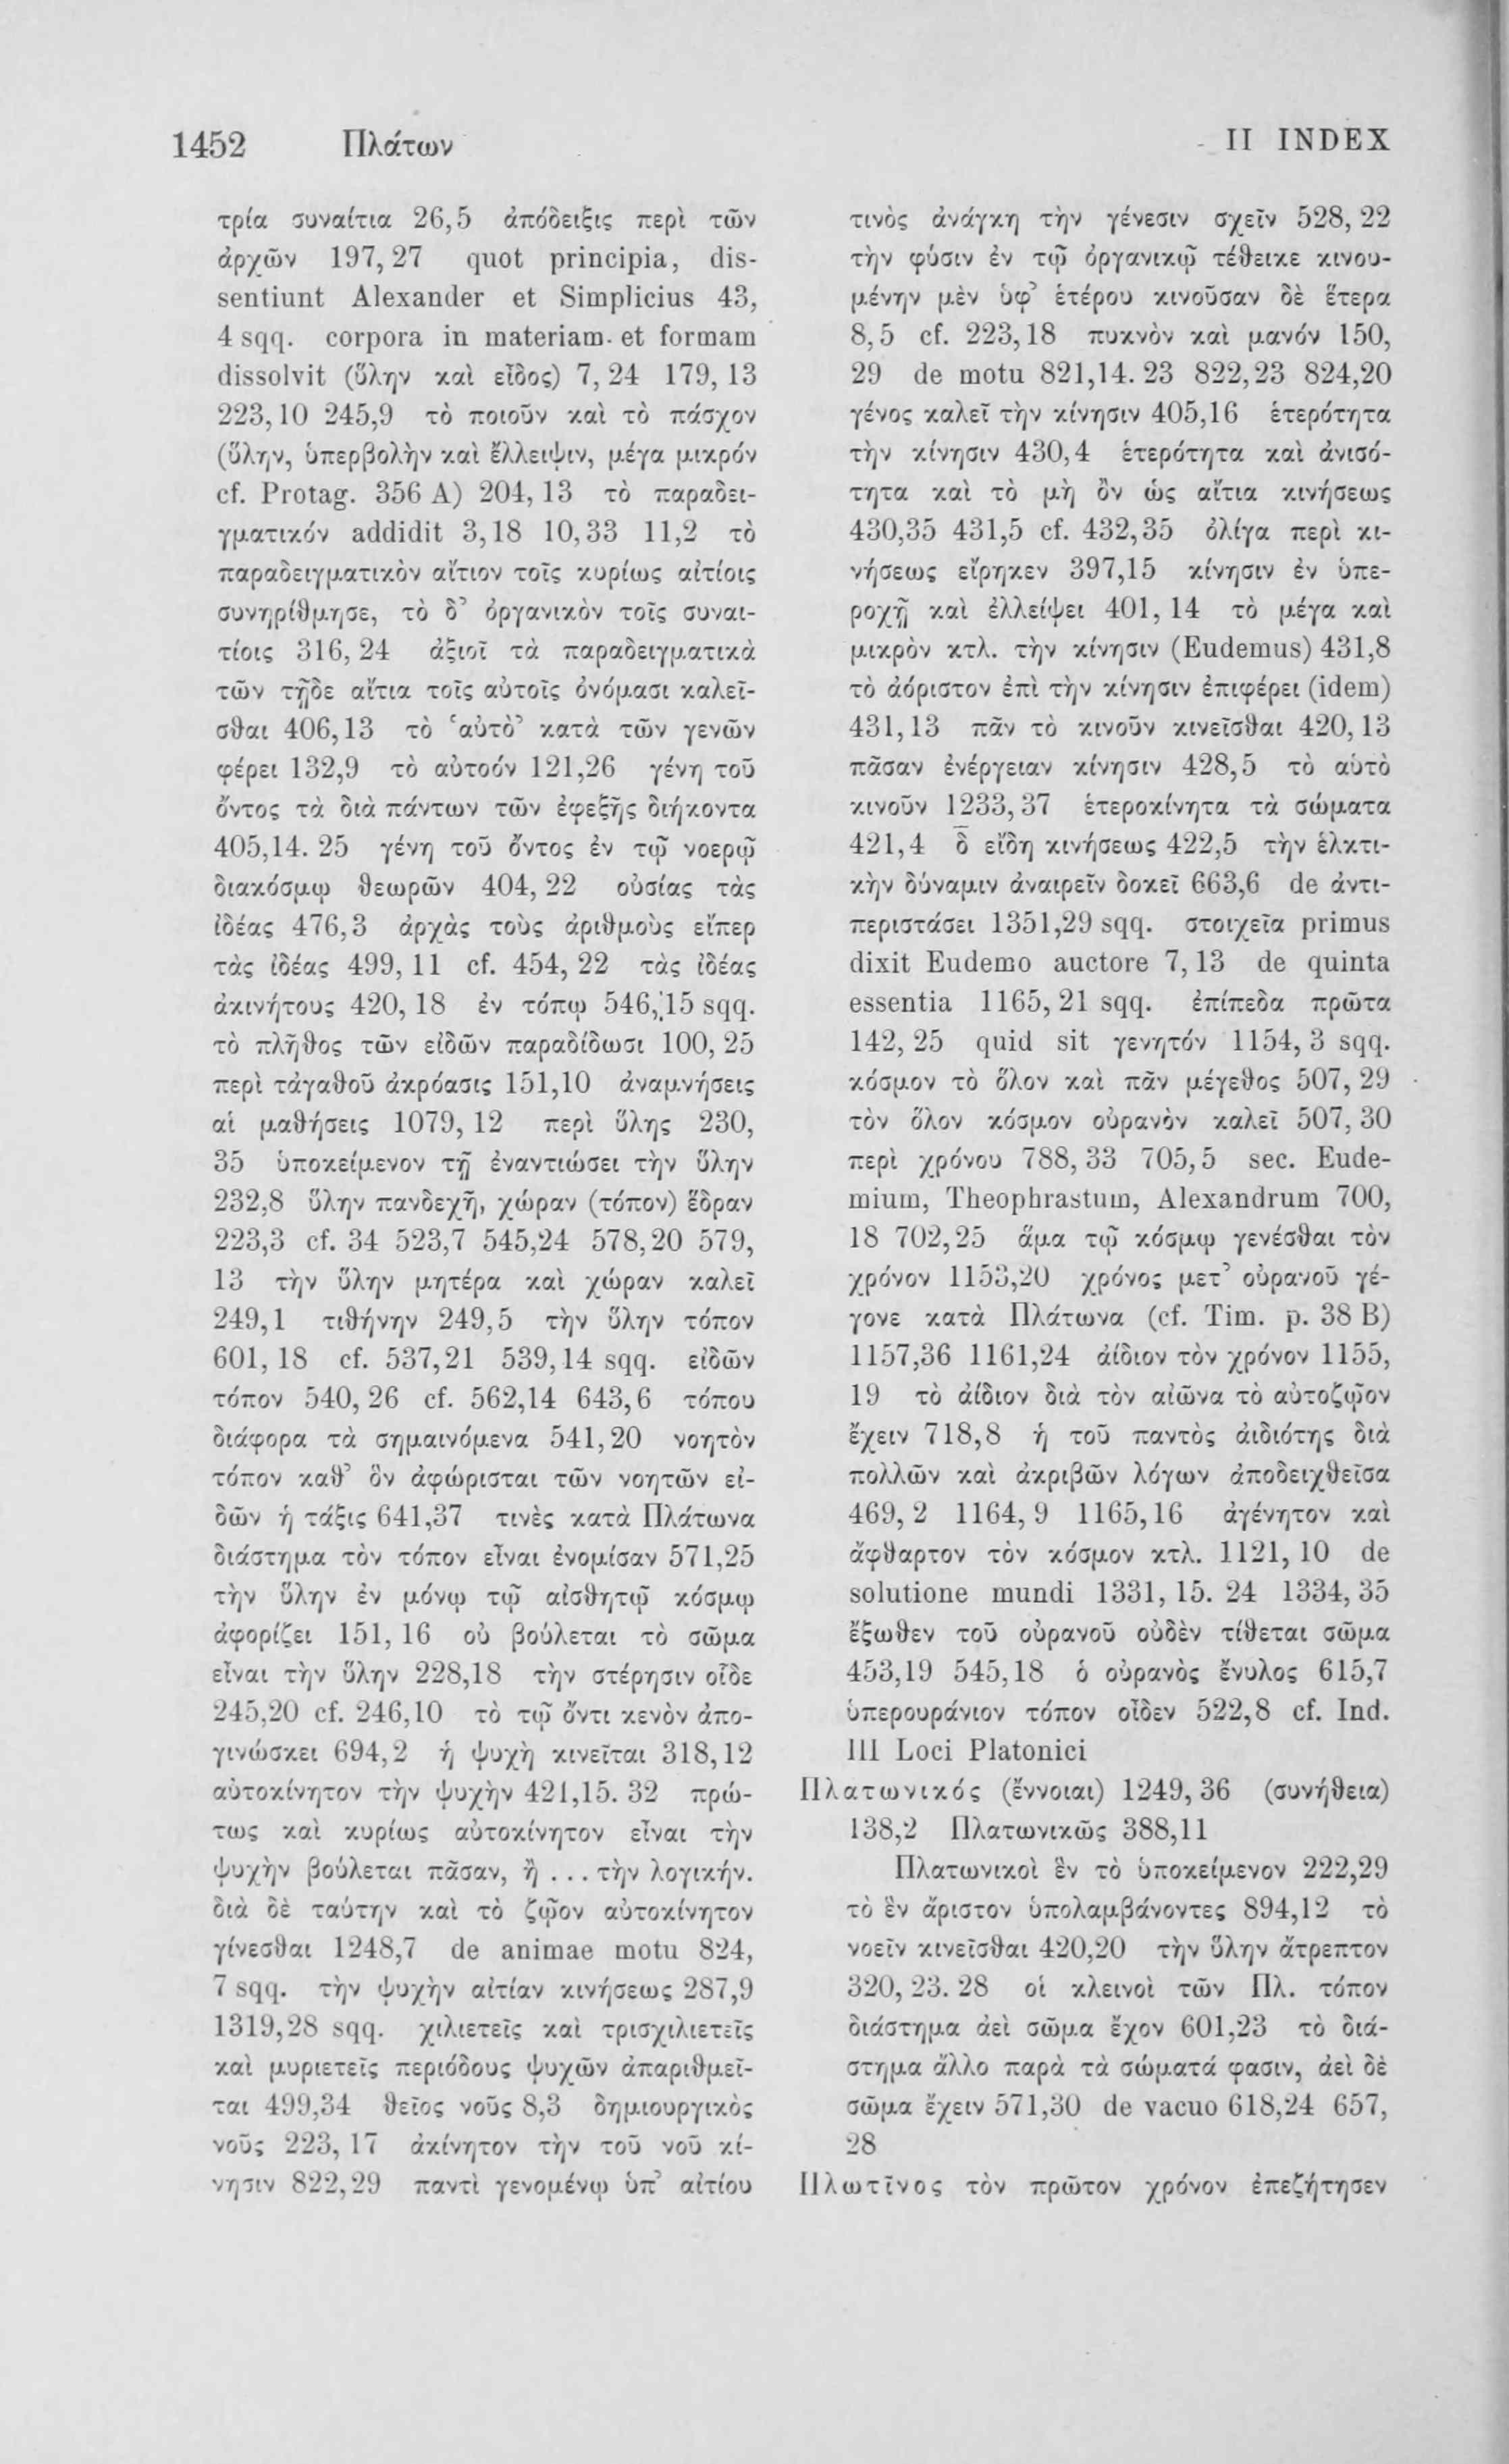 1452 Πλάτων
II INDEX
τρία συναίτια 26,5 ἀπόδειξις περὶ τῶν
ἀρχῶν 197,27 quot principia, dis-
sentiunt Alexander et Simplicius 43,
4 sqq. corpora in materiam et formam
dissolvit (ὕλην καὶ εἶδος) 7,24 179,13
223,10 245,9 τὸ ποιοῦν καὶ τὸ πάσχον
(ὕλην, ὑπερβολὴν καὶ ἔλλειψιν, μέγα μικρόν
cf. Protag. 356 A) 204,13 τὸ παραδει-
γματικόν addidit 3,18 10,33 11,2 τὸ
παραδειγματικὸν αἴτιον τοῖς κυρίως αἰτίοις
συνηρίθμησε, τὸ δ’ ὀργανικὸν τοῖς συναι-
τίοις 316,24 ἀξιοῖ τὰ παραδειγματικὰ
τῶν τῇδε αἴτια τοῖς αὐτοῖς ὀνόμασι καλεῖ-
σθαι 406,13 τὸ ‘αὐτὸ’ κατὰ τῶν γενῶν
φέρει 132,9 τὸ αὐτοόν 121,26 γένη τοῦ
ὄντος τὰ διὰ πάντων τῶν ἐφεξῆς διήκοντα
405,14. 25 γένη τοῦ ὄντος ἐν τῷ νοερῷ
διακόσμῳ θεωρῶν 404,22 οὐσίας τὰς
ἰδέας 476,3 ἀρχὰς τοὺς ἀριθμοὺς εἴπερ
τὰς ἰδέας 499,11 cf. 454,22 τὰς ἰδέας
ἀκινήτους 420,18 ἐν τόπῳ 546,15 sqq.
τὸ πλῆθος τῶν εἰδῶν παραδίδωσι 100,25
περὶ τἀγαθοῦ ἀκρόασις 151,10 ἀναμνήσεις
αἱ μαθήσεις 1079,12 περὶ ὕλης 230,
35 ὑποκείμενον τῇ ἐναντιώσει τὴν ὕλην
232,8 ὕλην πανδεχῆ, χώραν (τόπον) ἕδραν
223,3 cf. 34 523,7 545,24 578,20 579,
13 τὴν ὕλην μητέρα καὶ χώραν καλεῖ
249,1 τιθήνην 249,5 τὴν ὕλην τόπον
601,18 cf. 537,21 539,14 sqq. εἰδῶν
τόπον 540,26 cf. 562,14 643,6 τόπου
διάφορα τὰ σημαινόμενα 541,20 νοητὸν
τόπον καθ’ ὃν ἀφώρισται τῶν νοητῶν εἰ-
δῶν ἡ τάξις 641,37 τινὲς κατὰ Πλάτωνα
διάστημα τὸν τόπον εἶναι ἐνομίσαν 571,25
τὴν ὕλην ἐν μόνῳ τῷ αἰσθητῷ κόσμῳ
ἀφορίζει 151,16 οὐ βούλεται τὸ σῶμα
εἶναι τὴν ὕλην 228,18 τὴν στέρησιν οἶδε
245,20 cf. 246,10 τὸ τῷ ὄντι κενὸν ἀπο-
γινώσκει 694,2 ἡ ψυχὴ κινεῖται 318,12
αὐτοκίνητον τὴν ψυχὴν 421,15. 32 πρώ-
τως καὶ κυρίως αὐτοκίνητον εἶναι τὴν
ψυχὴν βούλεται πᾶσαν, ἢ ... τὴν λογικήν.
διὰ δὲ ταύτην καὶ τὸ ζῷον αὐτοκίνητον
γίνεσθαι 1248,7 de animae motu 824,
7 sqq. τὴν ψυχὴν αἰτίαν κινήσεως 287,9
1319,28 sqq. χιλιετεῖς καὶ τρισχιλιετεῖς
καὶ μυριετεῖς περιόδους ψυχῶν ἀπαριθμεῖ-
ται 499,34 θεῖος νοῦς 8,3 δημιουργικὸς
νοῦς 223,17 ἀκίνητον τὴν τοῦ νοῦ κί-
νησιν 822,29 παντὶ γενομένῳ ὑπ’ αἰτίου
τινὸς ἀνάγκη τὴν γένεσιν σχεῖν 528,22
τὴν φύσιν ἐν τῷ ὀργανικῷ τέθεικε κινου-
μένην μὲν ὑφ’ ἑτέρου κινοῦσαν δὲ ἕτερα
8,5 cf. 223,18 πυκνὸν καὶ μανόν 150,
29 de motu 821,14. 23 822,23 824,20
γένος καλεῖ τὴν κίνησιν 405,16 ἑτερότητα
τὴν κίνησιν 430,4 ἑτερότητα καὶ ἀνισό-
τητα καὶ τὸ μὴ ὂν ὡς αἴτια κινήσεως
430,35 431,5 cf. 432,35 ὀλίγα περὶ κι-
νήσεως εἴρηκεν 397,15 κίνησιν ἐν ὑπε-
ροχῇ καὶ ἐλλείψει 401,14 τὸ μέγα καὶ
μικρὸν κτλ. τὴν κίνησιν (Eudemus) 431,8
τὸ ἀόριστον ἐπὶ τὴν κίνησιν ἐπιφέρει (idem)
431,13 πᾶν τὸ κινοῦν κινεῖσθαι 420,13
πᾶσαν ἐνέργειαν κίνησιν 428,5 τὸ αὑτὸ
κινοῦν 1233,37 ἑτεροκίνητα τὰ σώματα
421,4 δ̄ εἴδη κινήσεως 422,5 τὴν ἑλκτι-
κὴν δύναμιν ἀναιρεῖν δοκεῖ 663,6 de ἀντι-
περιστάσει 1351,29 sqq. στοιχεῖα primus
dixit Eudemo auctore 7,13 de quinta
essentia 1165,21 sqq. ἐπίπεδα πρῶτα
142,25 quid sit γενητόν 1154,3 sqq.
κόσμον τὸ ὅλον καὶ πᾶν μέγεθος 507,29
τὸν ὅλον κόσμον οὐρανὸν καλεῖ 507,30
περὶ χρόνου 788,33 705,5 sec. Eude-
mium, Theophrastum, Alexandrum 700,
18 702,25 ἅμα τῷ κόσμῳ γενέσθαι τὸν
χρόνον 1153,20 χρόνος μετ’ οὐρανοῦ γέ-
γονε κατὰ Πλάτωνα (cf. Tim. p. 38 B)
1157,36 1161,24 ἀίδιον τὸν χρόνον 1155,
19 τὸ ἀίδιον διὰ τὸν αἰῶνα τὸ αὐτοζῷον
ἔχειν 718,8 ἡ τοῦ παντὸς ἀιδιότης διὰ
πολλῶν καὶ ἀκριβῶν λόγων ἀποδειχθεῖσα
469,2 1164,9 1165,16 ἀγένητον καὶ
ἄφθαρτον τὸν κόσμον κτλ. 1121,10 de
solutione mundi 1331,15. 24 1334,35
ἔξωθεν τοῦ οὐρανοῦ οὐδὲν τίθεται σῶμα
453,19 545,18 ὁ οὐρανὸς ἔνυλος 615,7
ὑπερουράνιον τόπον οἶδεν 522,8 cf. Ind.
III Loci Platonici
Πλατωνικός (ἔννοιαι) 1249,36 (συνήθεια)
138,2 Πλατωνικῶς 388,11
Πλατωνικοὶ ἓν τὸ ὑποκείμενον 222,29
τὸ ἓν ἄριστον ὑπολαμβάνοντες 894,12 τὸ
νοεῖν κινεῖσθαι 420,20 τὴν ὕλην ἄτρεπτον
320,23. 28 οἱ κλεινοὶ τῶν Πλ. τόπον
διάστημα ἀεὶ σῶμα ἔχον 601,23 τὸ διά-
στημα ἄλλο παρὰ τὰ σώματά φασιν, ἀεὶ δὲ
σῶμα ἔχειν 571,30 de vacuo 618,24 657,
28
Πλωτῖνος τὸν πρῶτον χρόνον ἐπεζήτησεν